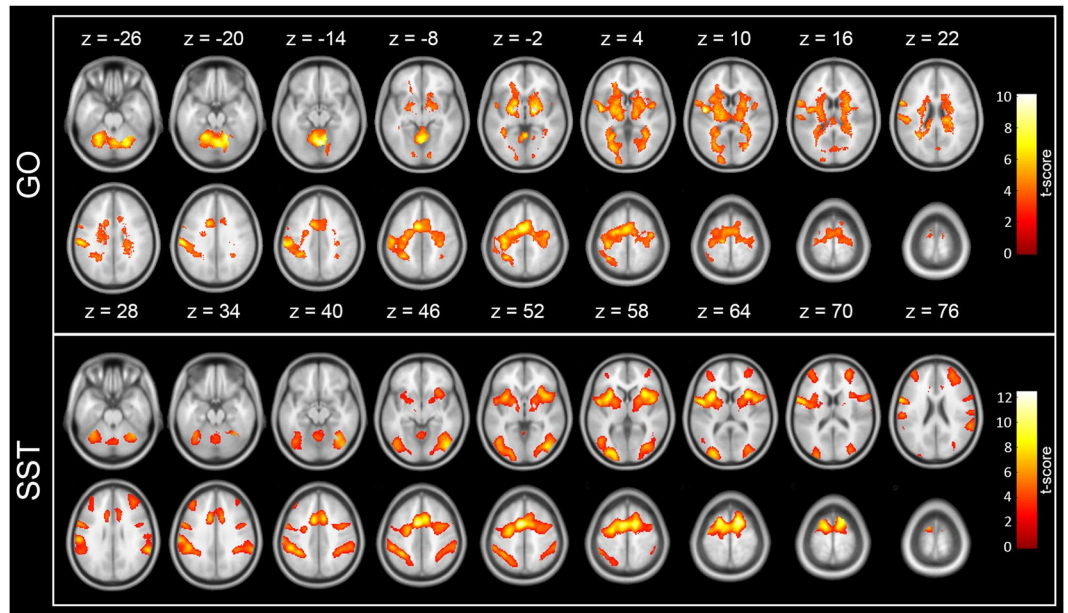 GO
z = -26 z = -20 z = -14 z = -8 z = -2 z = 4 z = 10 z = 16 z = 22
10
8
6
4
2
0
t-score
z = 28 z = 34 z = 40 z = 46 z = 52 z = 58 z = 64 z = 70 z = 76
SST
12
10
8
6
4
2
0
t-score